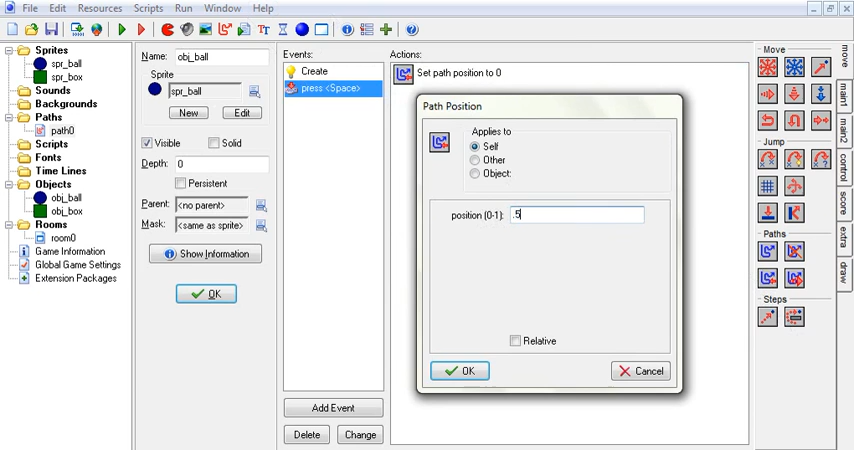 File Edit Resources Scripts Run Window Help
Sprites
spr_ball
spr_box
Sounds
Backgrounds
Paths
path0
Scripts
Fonts
Time Lines
Objects
obj_ball
obj_box
Rooms
room0
Game Information
Global Game Settings
Extension Packages
Name: obj_ball
Sprite
spr_ball
New Edit
Visible Solid
Depth: 0
Persistent
Parent: <no parent>
Mask: <same as sprite>
Show Information
OK
Events:
Create
press <Space>
Add Event
Delete Change
Actions:
Set path position to 0
Path Position
Applies to
Self
Other
Object:
position (0-1): .5
Relative
OK Cancel
Move
Jump
Paths
Steps
move
main1
main2
control
score
extra
draw